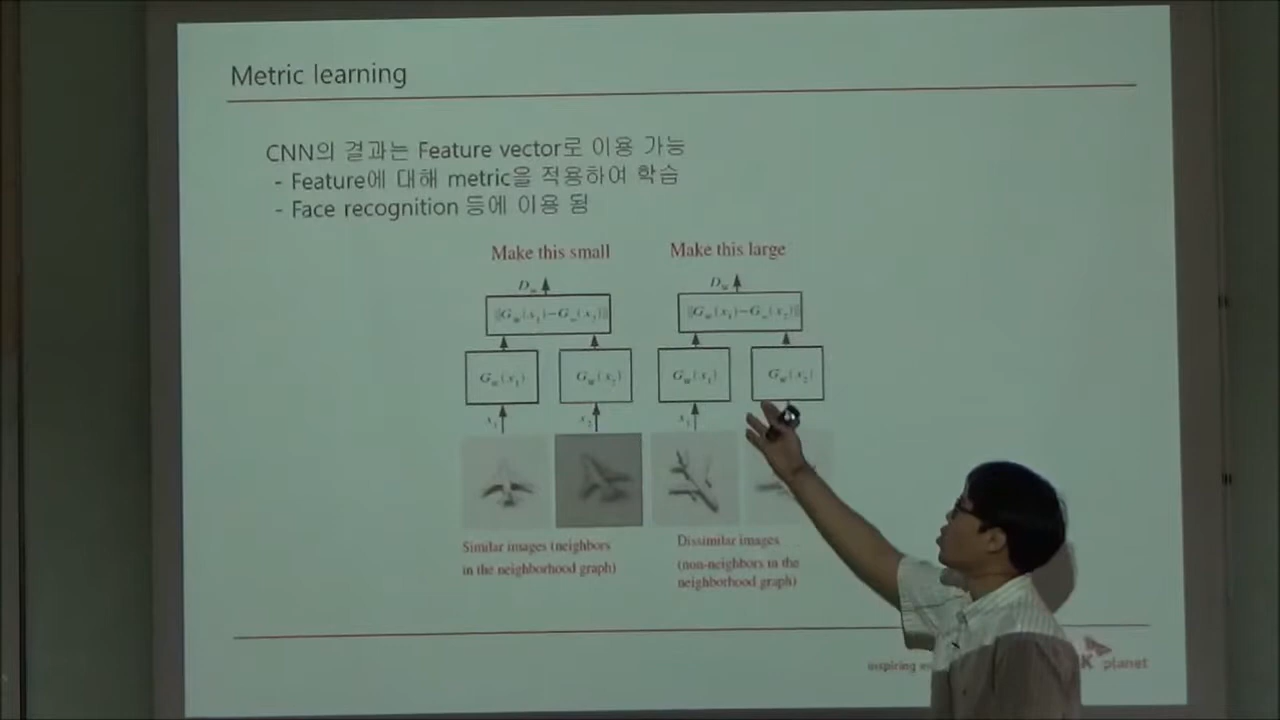 Metric learning
CNN의 결과는 Feature vector로 이용 가능
- Feature에 대해 metric을 적용하여 학습
- Face recognition 등에 이용 됨
Make this small Make this large
D_w D_w
||G_w(x_1)-G_w(x_2)|| ||G_w(x_1)-G_w(x_2)||
G_w(x_1) G_w(x_2) G_w(x_1) G_w(x_2)
x_1 x_2 x_1
Similar images (neighbors
in the neighborhood graph)
Dissimilar images
(non-neighbors in the
neighborhood graph)
inspiring
K planet